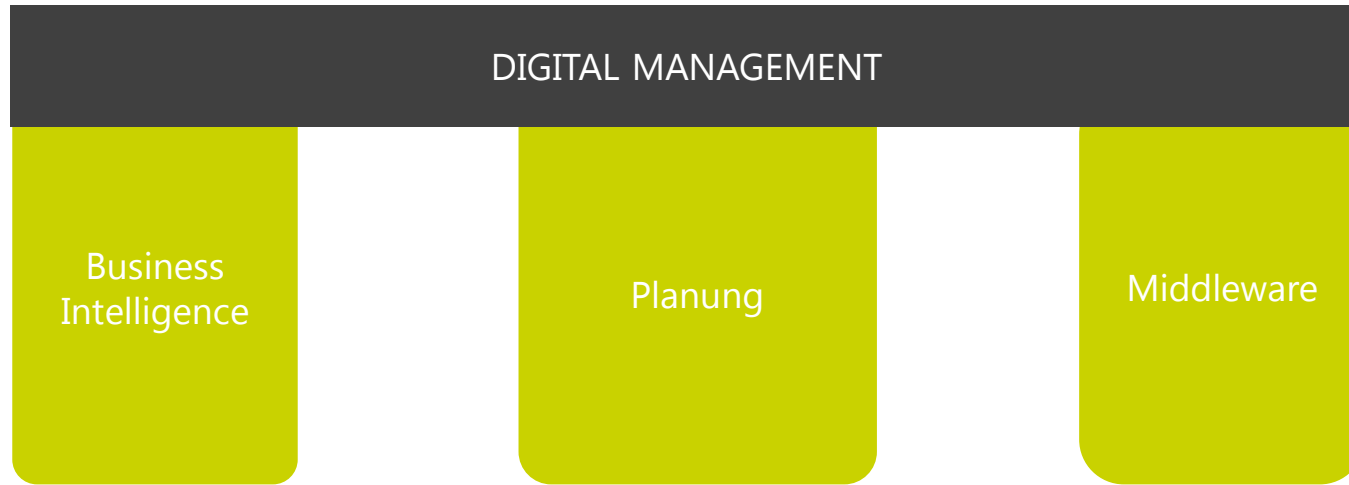 DIGITAL MANAGEMENT
Business
Intelligence
Planung
Middleware